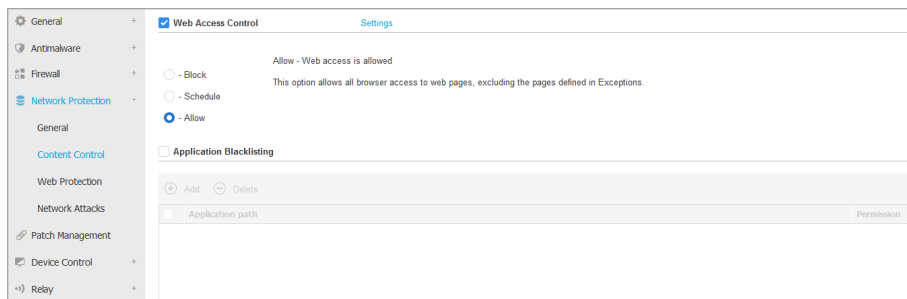 General +
Antimalware +
Firewall +
Network Protection -
General
Content Control
Web Protection
Network Attacks
Patch Management
Device Control +
Relay +
Web Access Control Settings
Allow - Web access is allowed
- Block
This option allows all browser access to web pages, excluding the pages defined in Exceptions.
- Schedule
- Allow
Application Blacklisting
Add Delete
Application path Permission